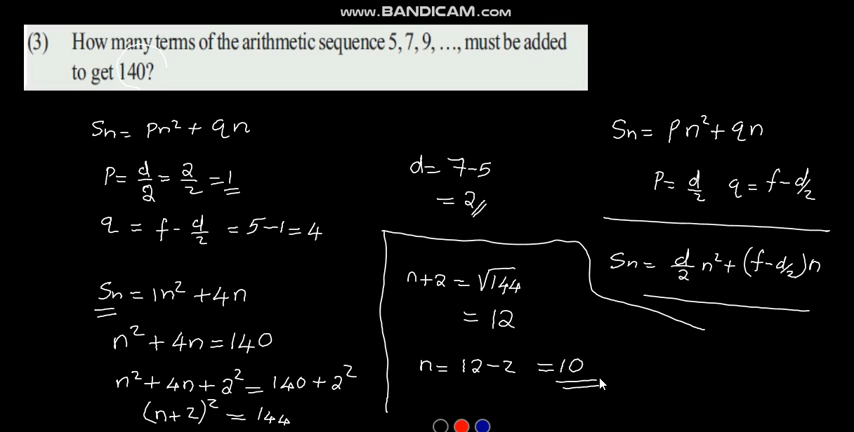 WWW.BANDICAM.COM
(3) How many terms of the arithmetic sequence 5, 7, 9, ..., must be added
to get 140?
Sn = pn² + qn
P = d/2 = 2/2 = 1
q = f - d/2 = 5-1 = 4
Sn = 1n² + 4n
n² + 4n = 140
n² + 4n + 2² = 140 + 2²
(n+2)² = 144
d = 7-5
= 2
n+2 = √144
= 12
n = 12-2 = 10
Sn = pn² + qn
P = d/2 q = f - d/2
Sn = d/2 n² + (f - d/2)n